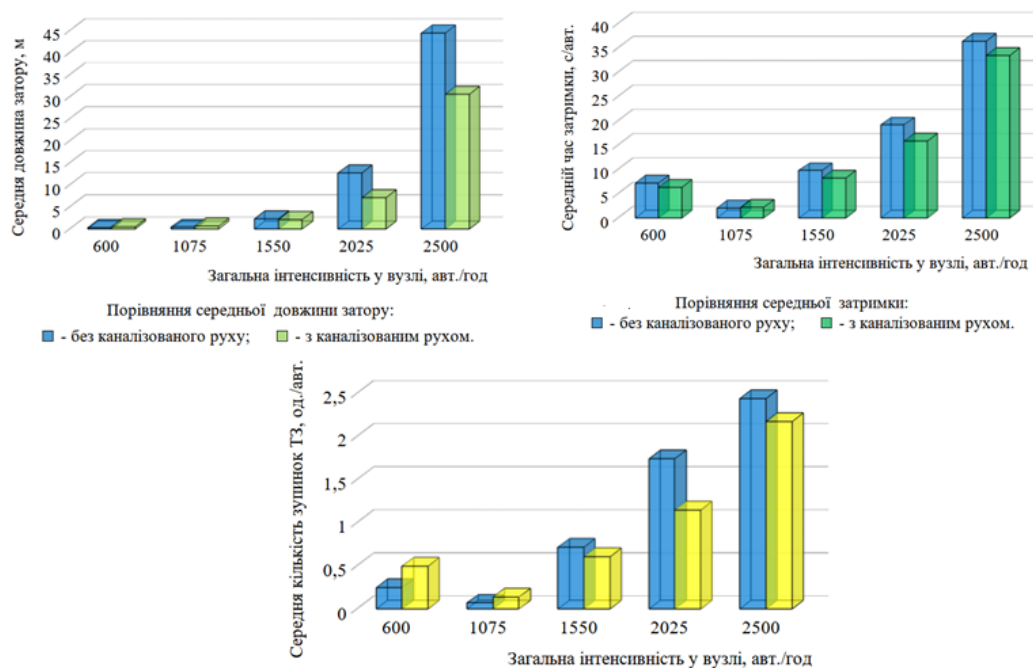 Середня довжина затору, м
45
40
35
30
25
20
15
10
5
0
600 1075 1550 2025 2500
Загальна інтенсивність у вузлі, авт./год
Порівняння середньої довжини затору:
- без каналізованого руху; - з каналізованим рухом.
Середній час затримки, с/авт.
40
35
30
25
20
15
10
5
0
600 1075 1550 2025 2500
Загальна інтенсивність у вузлі, авт./год
Порівняння середньої затримки:
- без каналізованого руху; - з каналізованим рухом.
Середня кількість зупинок ТЗ, од./авт.
2,5
2
1,5
1
0,5
0
600 1075 1550 2025 2500
Загальна інтенсивність у вузлі, авт./год